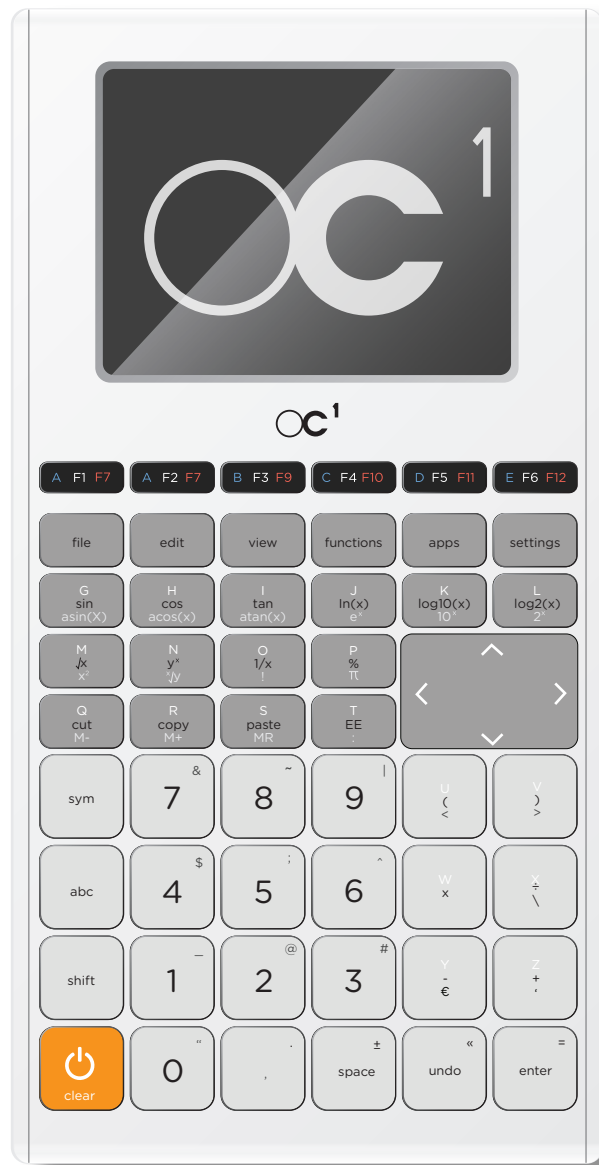 OC 1
OC 1
A F1 F7 A F2 F7 B F3 F9 C F4 F10 D F5 F11 E F6 F12
file edit view functions apps settings
G H I J K L
sin cos tan ln(x) log10(x) log2(x)
asin(X) acos(x) atan(x) eˣ 10ˣ 2ˣ
M N O P
√x yˣ 1/x %
x² ˣ√y ! π
Q R S T
cut copy paste EE
M- M+ MR :
& ~ | U V
sym 7 8 9 ( )
< >
$ ; ^ W X
abc 4 5 6 x ÷
\
_ @ # Y Z
shift 1 2 3 - +
€ ‘
" . ± « =
0 , space undo enter
clear